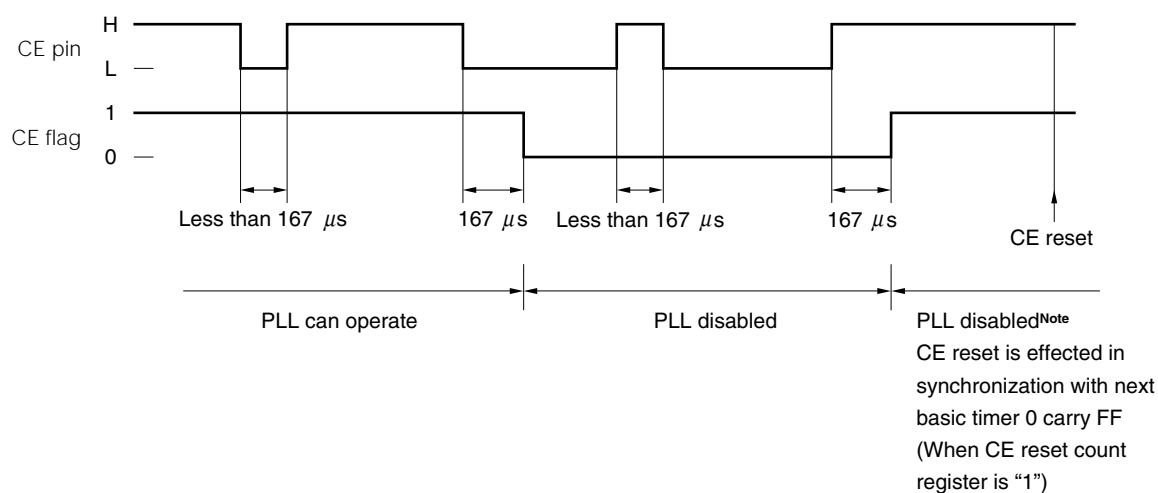 H
CE pin
L
1
CE flag
0
Less than 167 μs
167 μs
Less than 167 μs
167 μs
CE reset
PLL can operate
PLL disabled
PLL disabledNote
CE reset is effected in
synchronization with next
basic timer 0 carry FF
(When CE reset count
register is “1”)